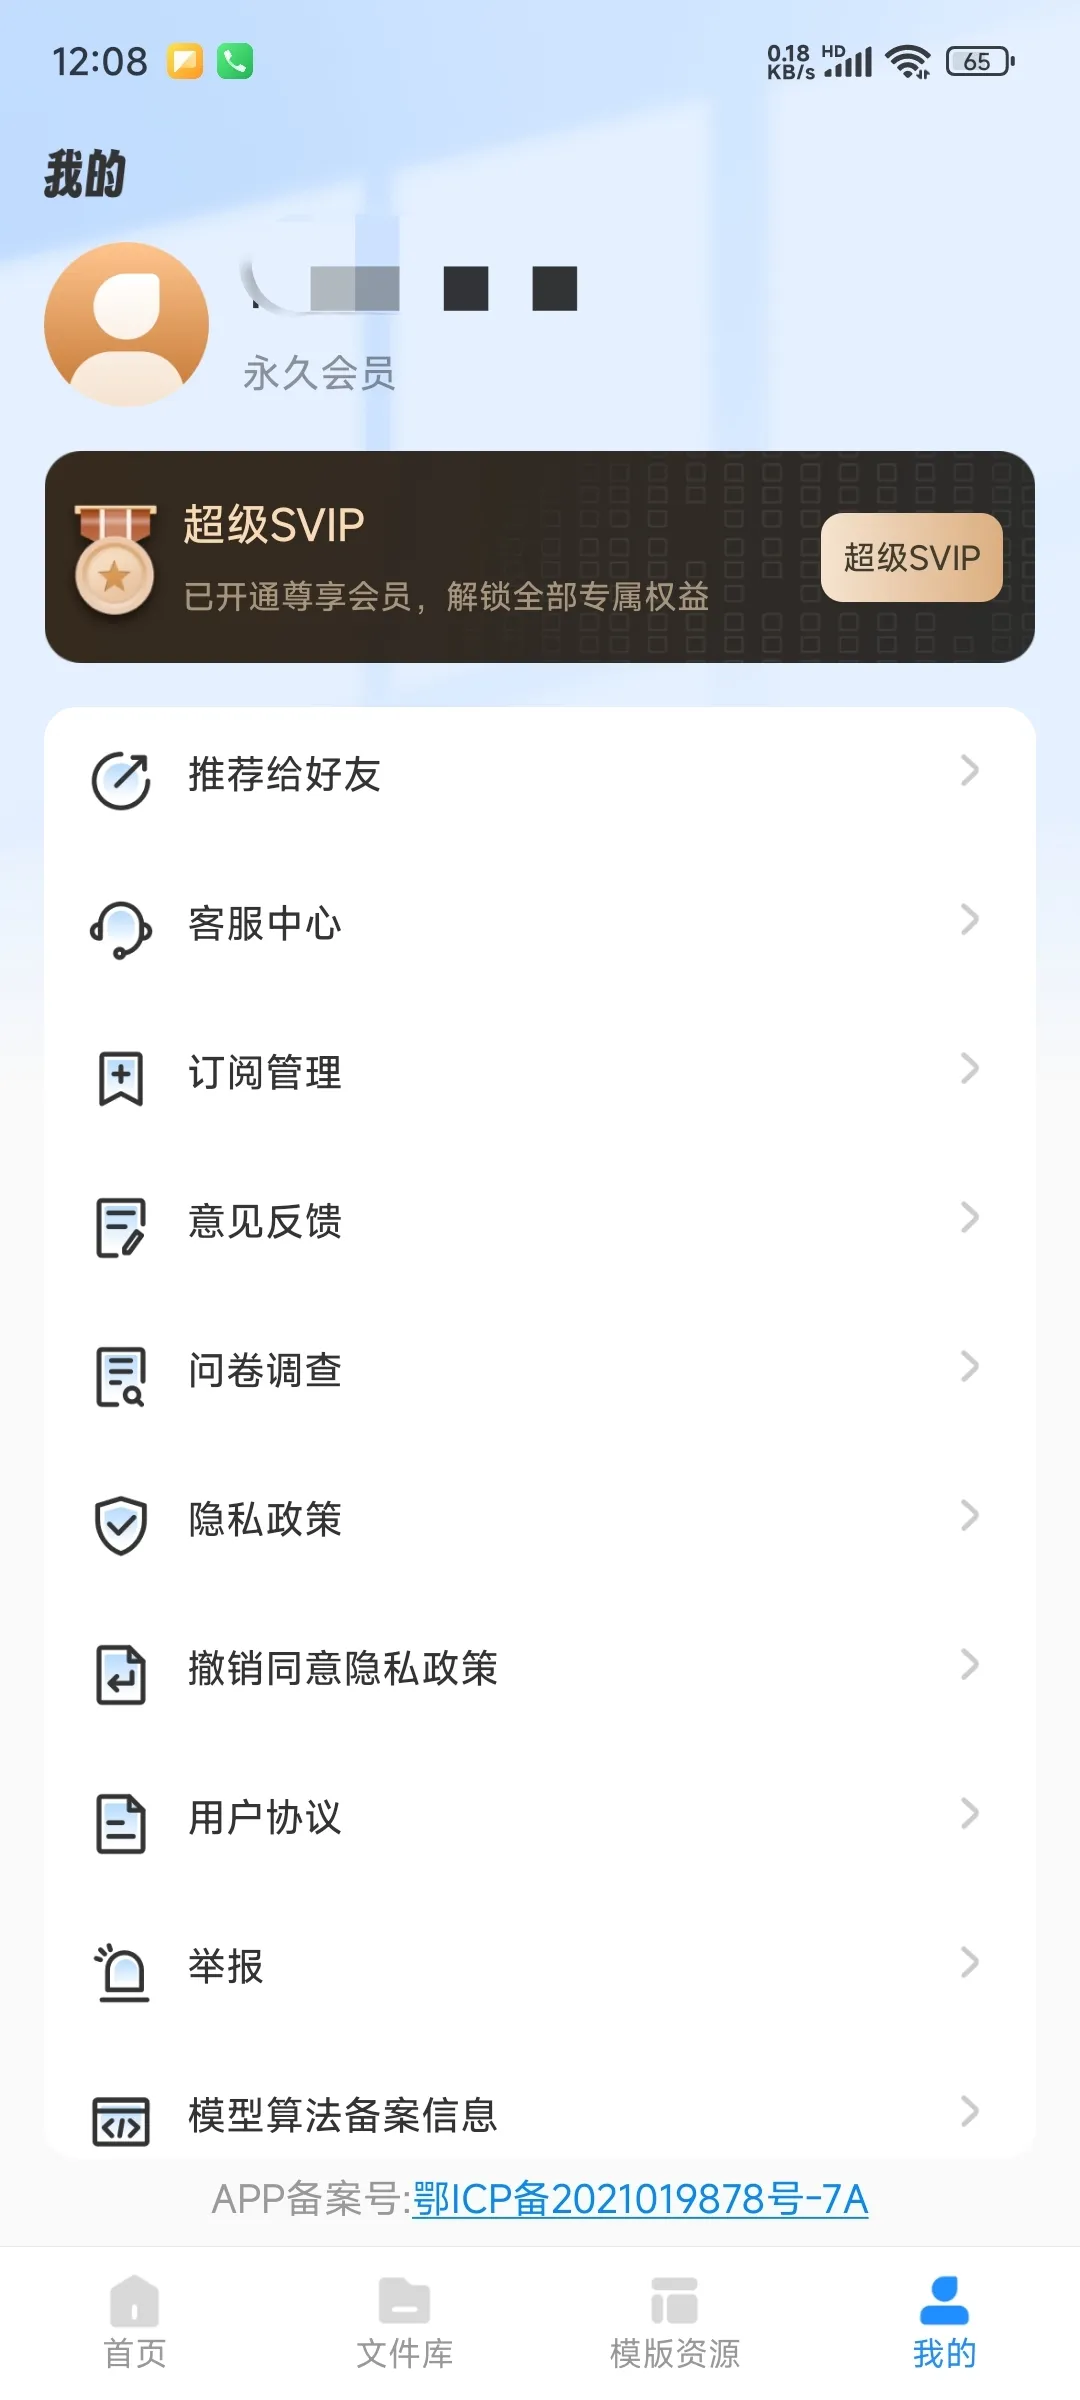 12:08
0.18 KB/s HD 65
我的
永久会员
超级SVIP
已开通尊享会员，解锁全部专属权益
超级SVIP
推荐给好友
客服中心
订阅管理
意见反馈
问卷调查
隐私政策
撤销同意隐私政策
用户协议
举报
模型算法备案信息
APP备案号:鄂ICP备2021019878号-7A
首页 文件库 模版资源 我的